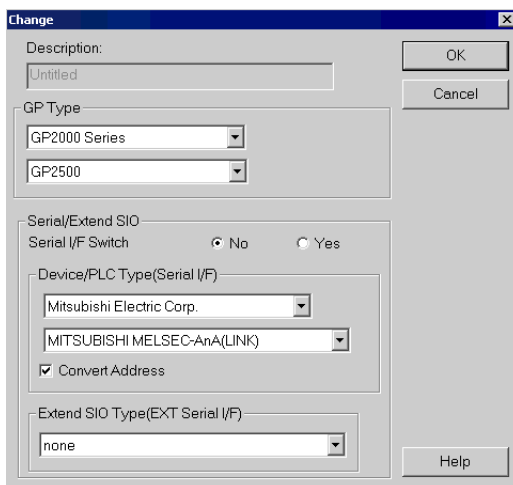 Change
Description:
Untitled
OK
Cancel
GP Type
GP2000 Series
GP2500
Serial/Extend SIO
Serial I/F Switch No Yes
Device/PLC Type(Serial I/F)
Mitsubishi Electric Corp.
MITSUBISHI MELSEC-AnA(LINK)
Convert Address
Extend SIO Type(EXT Serial I/F)
none
Help